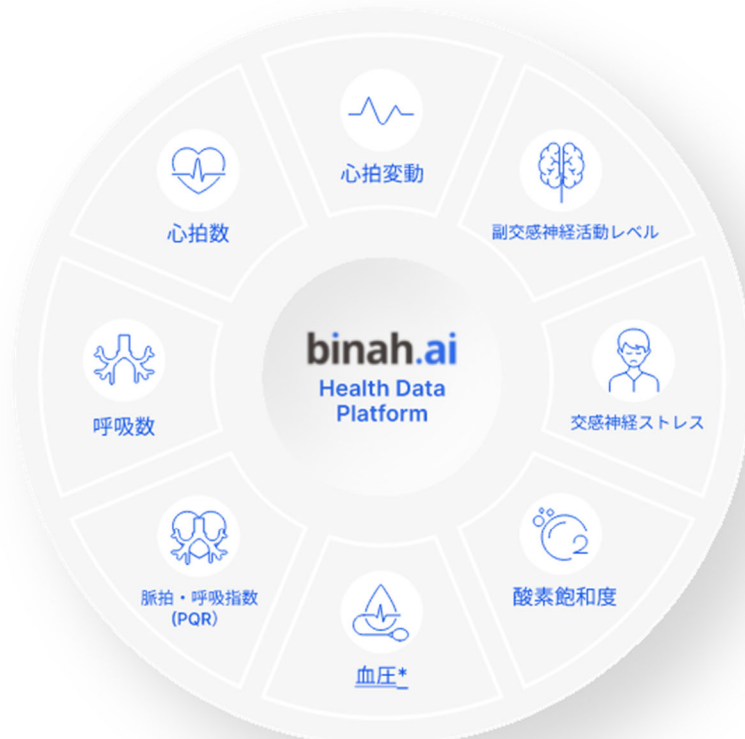 心拍変動
心拍数
副交感神経活動レベル
binah.ai
Health Data
Platform
呼吸数
交感神経ストレス
脈拍・呼吸指数
(PQR)
酸素飽和度
血圧*